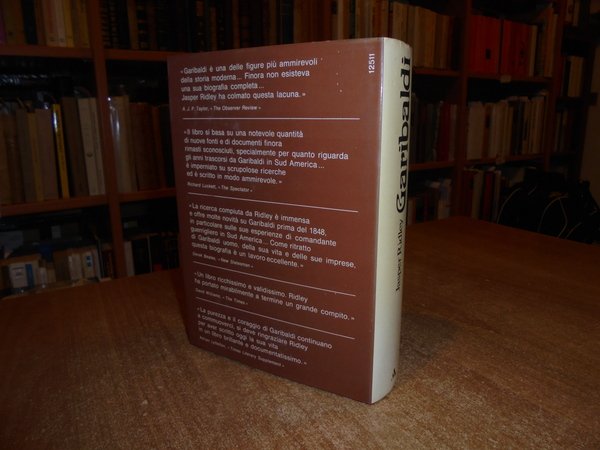 «Garibaldi è una delle figure più ammirevoli
della storia moderna... Finora non esisteva
una sua biografia completa...
Jasper Ridley ha colmato questa lacuna.»
A. J. P. Taylor, «The Observer Review»
«Il libro si basa su una notevole quantità
di nuove fonti e di documenti finora
rimasti sconosciuti, specialmente per quanto riguarda
gli anni trascorsi da Garibaldi in Sud America...
è imperniato su scrupolose ricerche
ed è scritto in modo ammirevole.»
Richard Luckett, «The Spectator»
«La ricerca compiuta da Ridley è immensa
e offre molte novità su Garibaldi prima del 1848,
in particolare sulle sue esperienze di comandante
guerrigliero in Sud America... Come ritratto
di Garibaldi uomo, della sua vita e delle sue imprese,
questa biografia è un lavoro eccellente.»
Derek Beales, «New Statesman»
«Un libro ricchissimo e validissimo. Ridley
ha portato mirabilmente a termine un grande compito.»
David «The Times»
«La purezza e il coraggio di Garibaldi continuano
a commuoverci, si deve ringraziare Ridley
per aver scritto oggi la sua vita
in un libro brillante e documentatissimo.»
Adrian Lyttelton, «Times Literary Supplement»
12511
Jasper Ridley Garibaldi